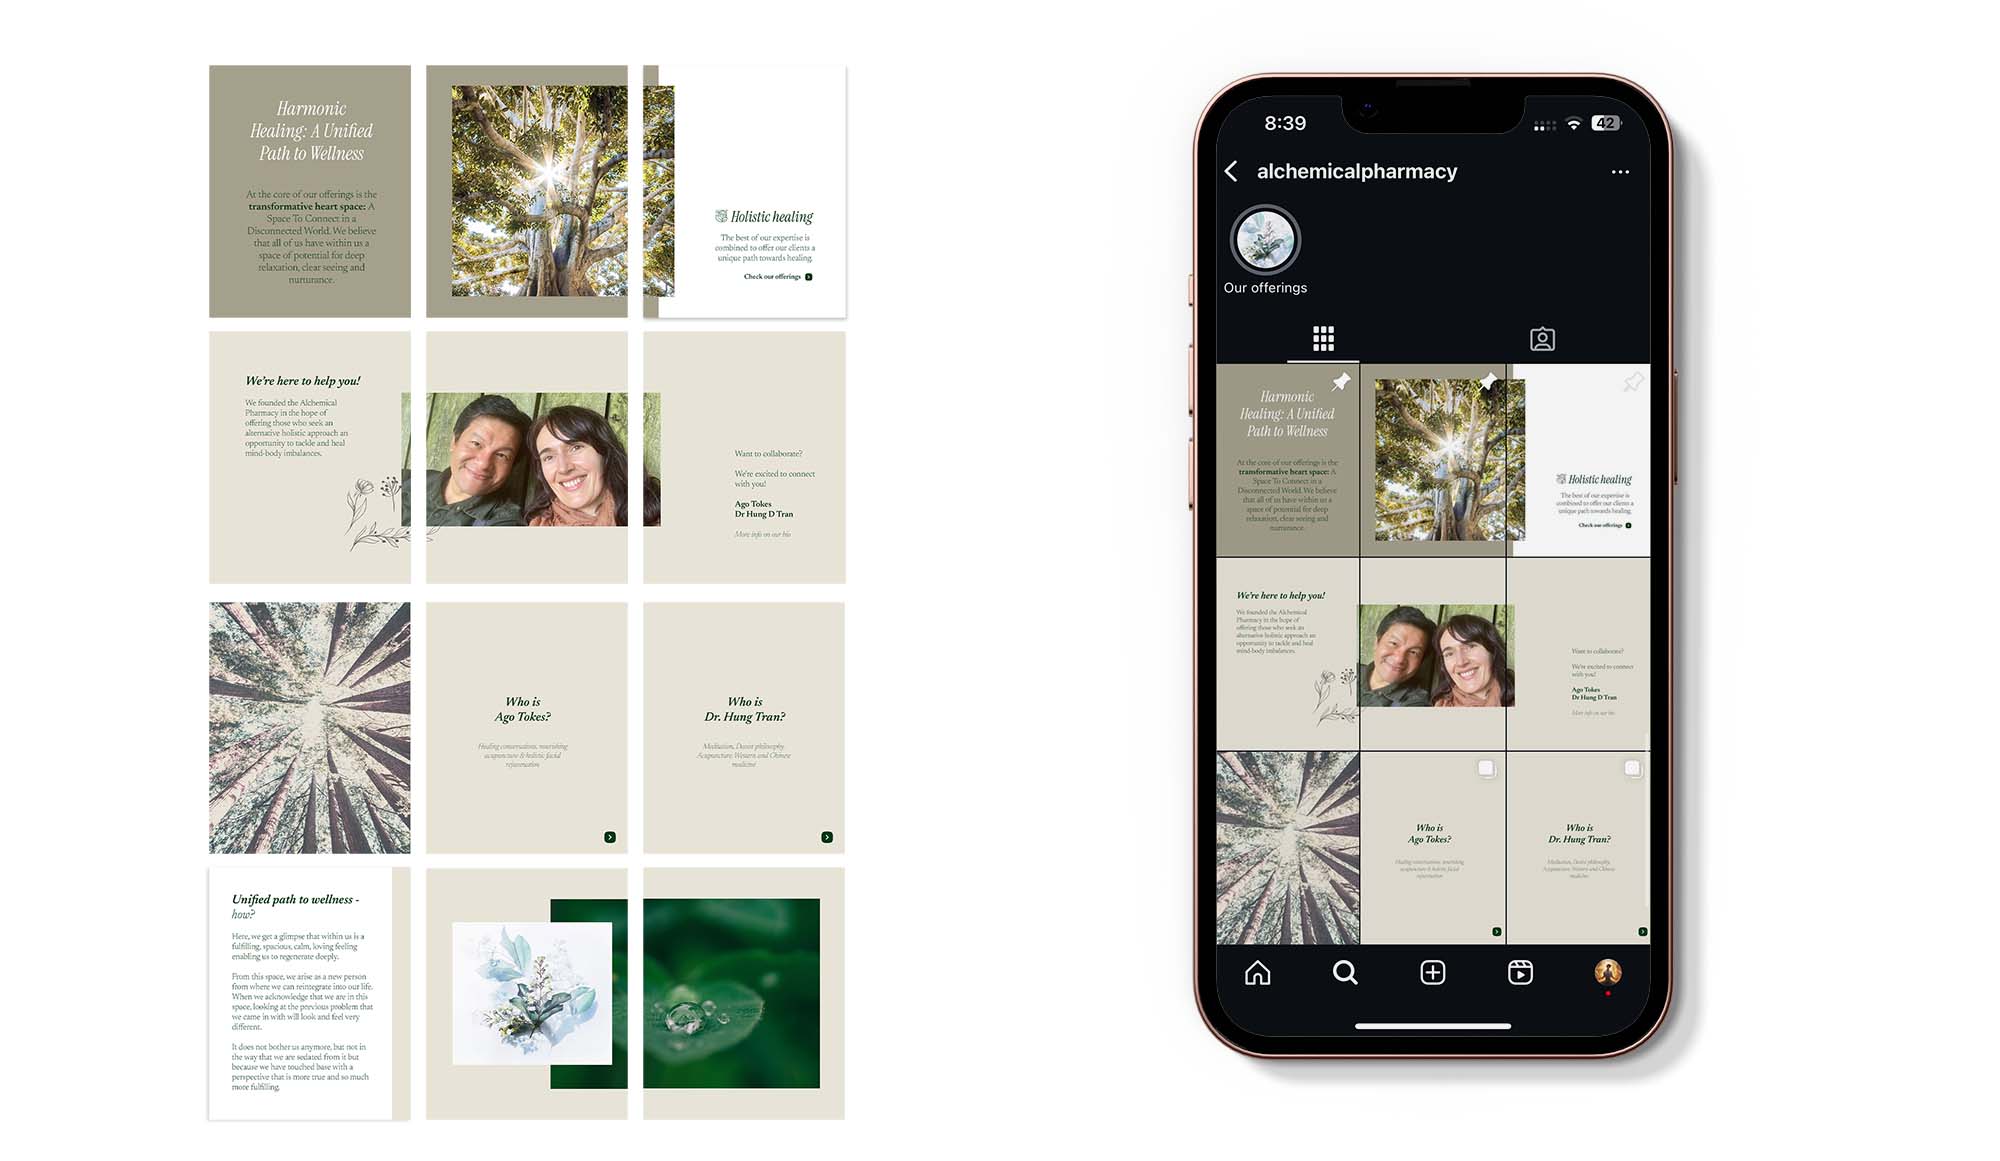 Harmonic
Healing: A Unified
Path to Wellness
At the core of our offerings is the
transformative heart space: A
Space To Connect in a
Disconnected World. We believe
that all of us have within us a
space of potential for deep
relaxation, clear seeing and
nurturance.
Holistic healing
The best of our expertise is
combined to offer our clients a
unique path towards healing.
Check our offerings
We're here to help you!
We founded the Alchemical
Pharmacy in the hope of
offering those who seek an
alternative holistic approach an
opportunity to tackle and heal
mind-body imbalances.
Want to collaborate?
We're excited to connect
with you!
Ago Tokes
Dr Hung D Tran
More info on our bio
Who is
Ago Tokes?
Healing conversations, nourishing
acupuncture & holistic facial
rejuvenation
Who is
Dr. Hung Tran?
Meditation, Daoist philosophy,
Acupuncture, Western and Chinese
medicine
Unified path to wellness -
how?
Here, we get a glimpse that within us is a
fulfilling, spacious, calm, loving feeling
enabling us to regenerate deeply.
From this space, we arise as a new person
from where we can reintegrate into our life.
When we acknowledge that we are in this
space, looking at the previous problem that
we came in with will look and feel very
different.
It does not bother us anymore, but not in
the way that we are sedated from it but
because we have touched base with a
perspective that is more true and so much
more fulfilling.
8:39
42
alchemicalpharmacy
Our offerings
Harmonic
Healing: A Unified
Path to Wellness
At the core of our offerings is the
transformative heart space: A
Space To Connect in a
Disconnected World. We believe
that all of us have within us a
space of potential for deep
relaxation, clear seeing and
nurturance.
Holistic healing
The best of our expertise is
combined to offer our clients a
unique path towards healing.
Check our offerings
We're here to help you!
We founded the Alchemical
Pharmacy in the hope of
offering those who seek an
alternative holistic approach an
opportunity to tackle and heal
mind-body imbalances.
Want to collaborate?
We're excited to connect
with you!
Ago Tokes
Dr Hung D Tran
More info on our bio
Who is
Ago Tokes?
Healing conversations, nourishing
acupuncture & holistic facial
rejuvenation
Who is
Dr. Hung Tran?
Meditation, Daoist philosophy,
Acupuncture, Western and Chinese
medicine